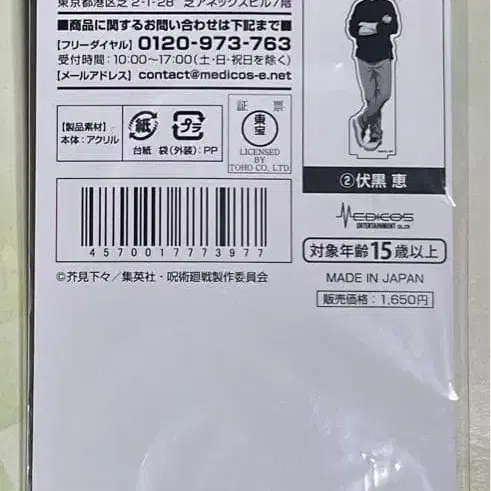 東京都港区芝 2-1-28 芝アネックスビル7階
■商品に関するお問い合わせは下記まで■
【フリーダイヤル】0120-973-763
受付時間：10:00〜17:00(土・日・祝日を除く)
【メールアドレス】contact@medicos-e.net
【製品素材】
本体：アクリル
紙
台紙
プラ
袋(外装)：PP
証 票
東宝
LICENSED
BY
TOHO CO., LTD.
4570017773977
©芥見下々／集英社・呪術廻戦製作委員会
②伏黒 恵
MEDICOS
ENTERTAINMENT CO.,LTD
対象年齢15歳以上
MADE IN JAPAN
販売価格：1,650円